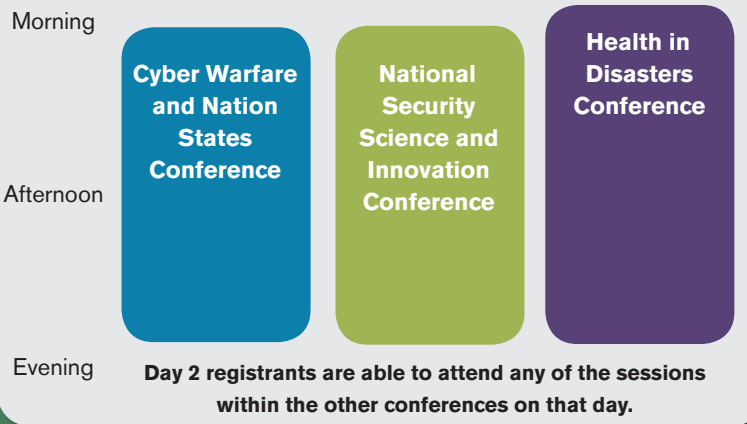 Morning
Cyber Warfare
and Nation
States
Conference
National
Security
Science and
Innovation
Conference
Health in
Disasters
Conference
Afternoon
Evening
Day 2 registrants are able to attend any of the sessions
within the other conferences on that day.